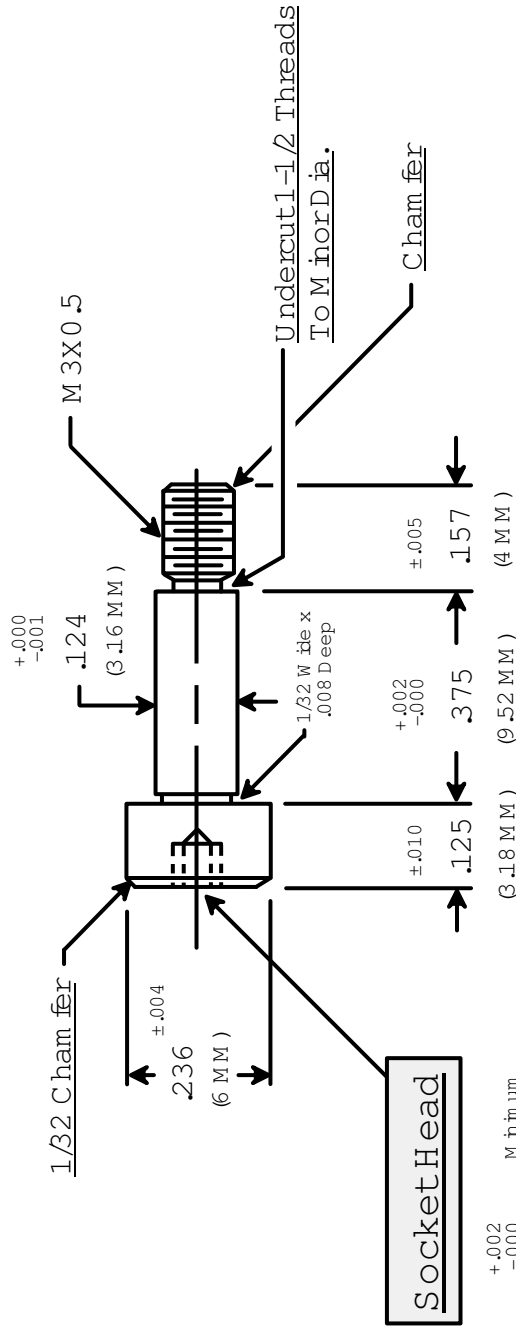 1/32 Chamfer
±.004
.236
(6 MM)
+.000
-.001
.124
(3.16 MM)
M3X0.5
Undercut 1-1/2 Threads
To Minor Dia.
Chamfer
1/32 Wide x
.008 Deep
±.010
.125
(3.18 MM)
+.002
-.000
.375
(9.52 MM)
±.005
.157
(4 MM)
Socket Head
+.002
-.000
Minimum